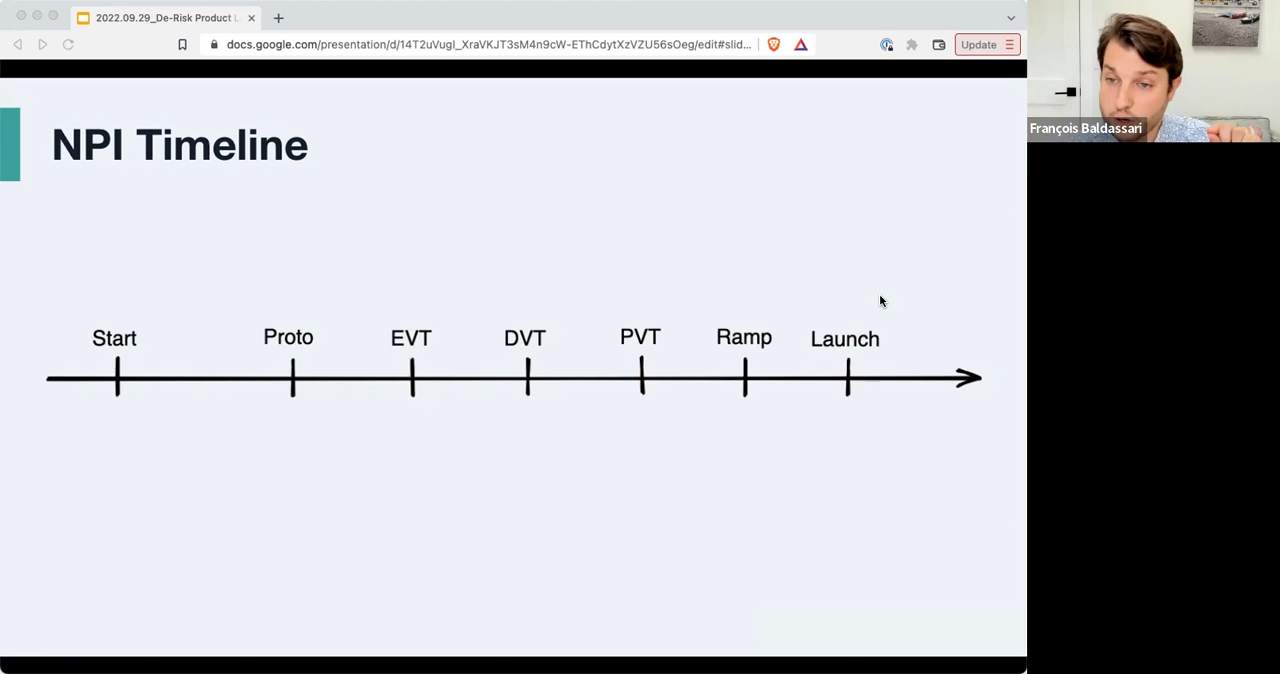 2022.09.29_De-Risk Product L
docs.google.com/presentation/d/14T2uVugl_XraVKJT3sM4n9cW-EThCdytXzVZU56sOeg/edit#slid...
Update
François Baldassari
NPI Timeline
Start Proto EVT DVT PVT Ramp Launch